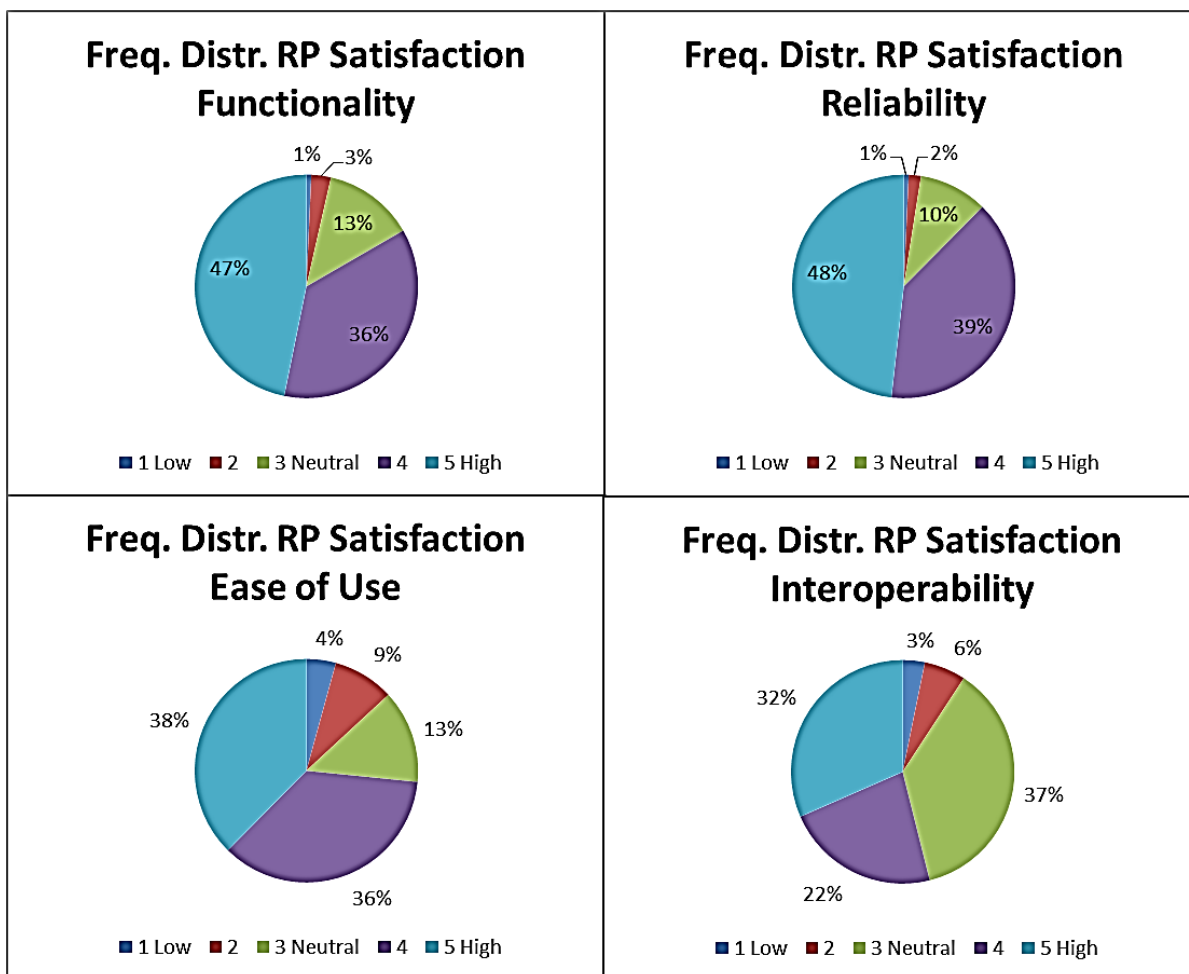 Freq. Distr. RP Satisfaction
Functionality
1%
3%
13%
47%
36%
1 Low 2 3 Neutral 4 5 High
Freq. Distr. RP Satisfaction
Reliability
1%
2%
10%
48%
39%
1 Low 2 3 Neutral 4 5 High
Freq. Distr. RP Satisfaction
Ease of Use
4%
9%
38%
13%
36%
1 Low 2 3 Neutral 4 5 High
Freq. Distr. RP Satisfaction
Interoperability
3%
6%
32%
37%
22%
1 Low 2 3 Neutral 4 5 High